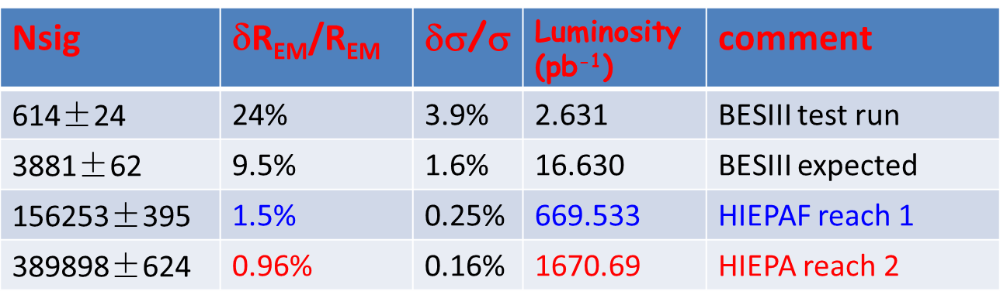 Nsig δR_EM/R_EM δσ/σ Luminosity (pb⁻¹) comment
614±24 24% 3.9% 2.631 BESIII test run
3881±62 9.5% 1.6% 16.630 BESIII expected
156253±395 1.5% 0.25% 669.533 HIEPAF reach 1
389898±624 0.96% 0.16% 1670.69 HIEPA reach 2